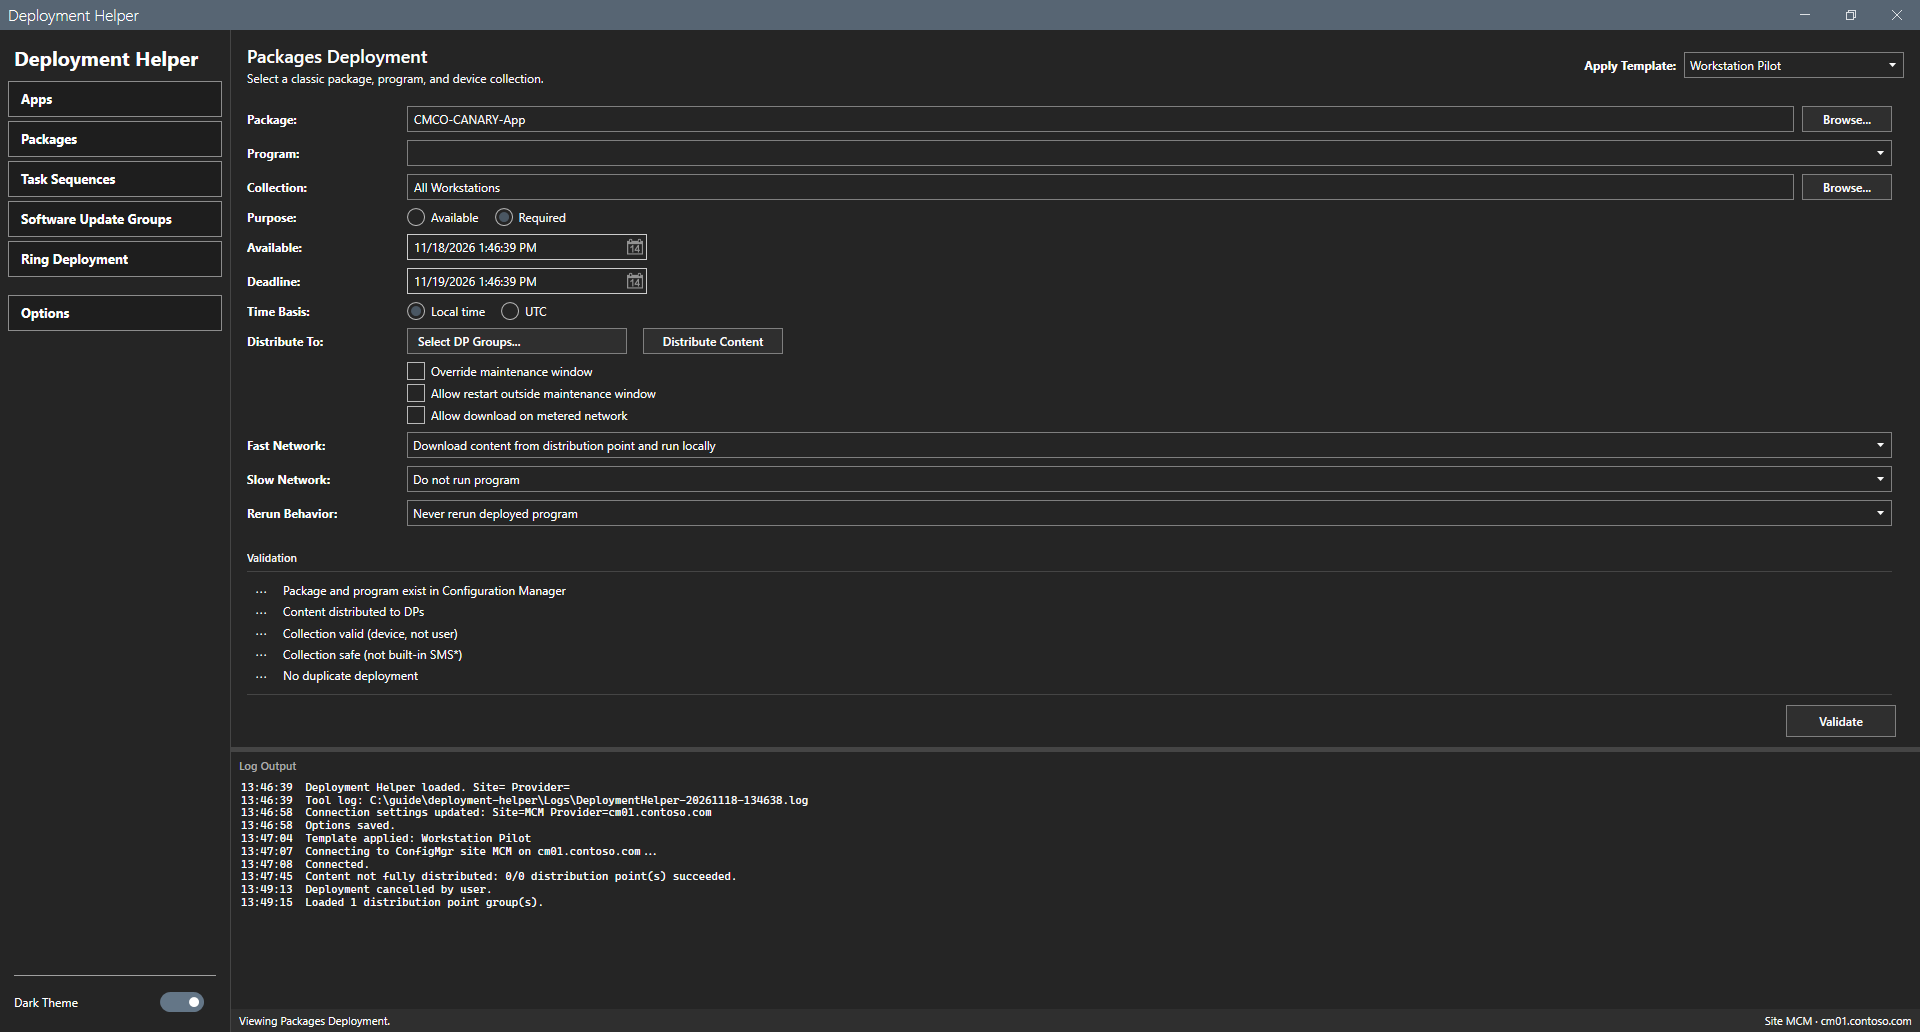 Deployment Helper
Deployment Helper
Apps
Packages
Task Sequences
Software Update Groups
Ring Deployment
Options
Dark Theme
Packages Deployment
Select a classic package, program, and device collection.
Apply Template: Workstation Pilot
Package: CMCO-CANARY-App Browse...
Program:
Collection: All Workstations Browse...
Purpose: Available Required
Available: 11/18/2026 1:46:39 PM 14
Deadline: 11/19/2026 1:46:39 PM 14
Time Basis: Local time UTC
Distribute To: Select DP Groups... Distribute Content
Override maintenance window
Allow restart outside maintenance window
Allow download on metered network
Fast Network: Download content from distribution point and run locally
Slow Network: Do not run program
Rerun Behavior: Never rerun deployed program
Validation
... Package and program exist in Configuration Manager
... Content distributed to DPs
... Collection valid (device, not user)
... Collection safe (not built-in SMS*)
... No duplicate deployment
Validate
Log Output
13:46:39 Deployment Helper loaded. Site= Provider=
13:46:39 Tool log: C:\guide\deployment-helper\Logs\DeploymentHelper-20261118-134638.log
13:46:58 Connection settings updated: Site=MCM Provider=cm01.contoso.com
13:46:58 Options saved.
13:47:04 Template applied: Workstation Pilot
13:47:07 Connecting to ConfigMgr site MCM on cm01.contoso.com...
13:47:08 Connected.
13:47:45 Content not fully distributed: 0/0 distribution point(s) succeeded.
13:49:13 Deployment cancelled by user.
13:49:15 Loaded 1 distribution point group(s).
Viewing Packages Deployment.
Site MCM · cm01.contoso.com